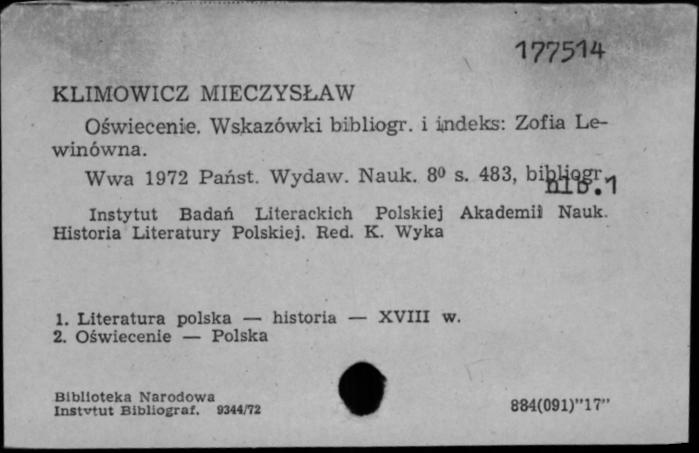 177514
KLIMOWICZ MIECZYSŁAW
Oświecenie. Wskazówki bibliogr. i indeks: Zofia Le-
winówna.
Wwa 1972 Państ. Wydaw. Nauk. 8⁰ s. 483, bibliogr.
nlb.1
Instytut Badań Literackich Polskiej Akademii Nauk.
Historia Literatury Polskiej. Red. K. Wyka
1. Literatura polska — historia — XVIII w.
2. Oświecenie — Polska
Biblioteka Narodowa
Instytut Bibliograf. 9344/72
884(091)"17"